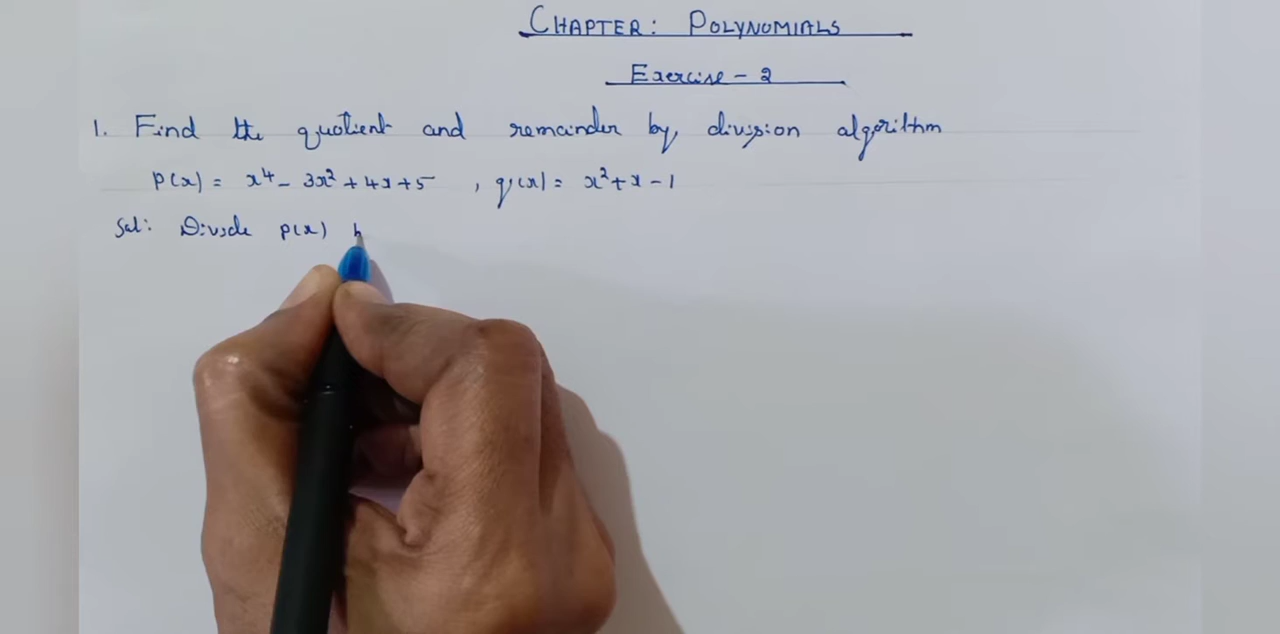 CHAPTER: POLYNOMIALS
Exercise - 2
1. Find the quotient and remainder by division algorithm
p(x) = x⁴ - 3x² + 4x + 5 , q(x) = x² + x - 1
Sol: Divide p(x)